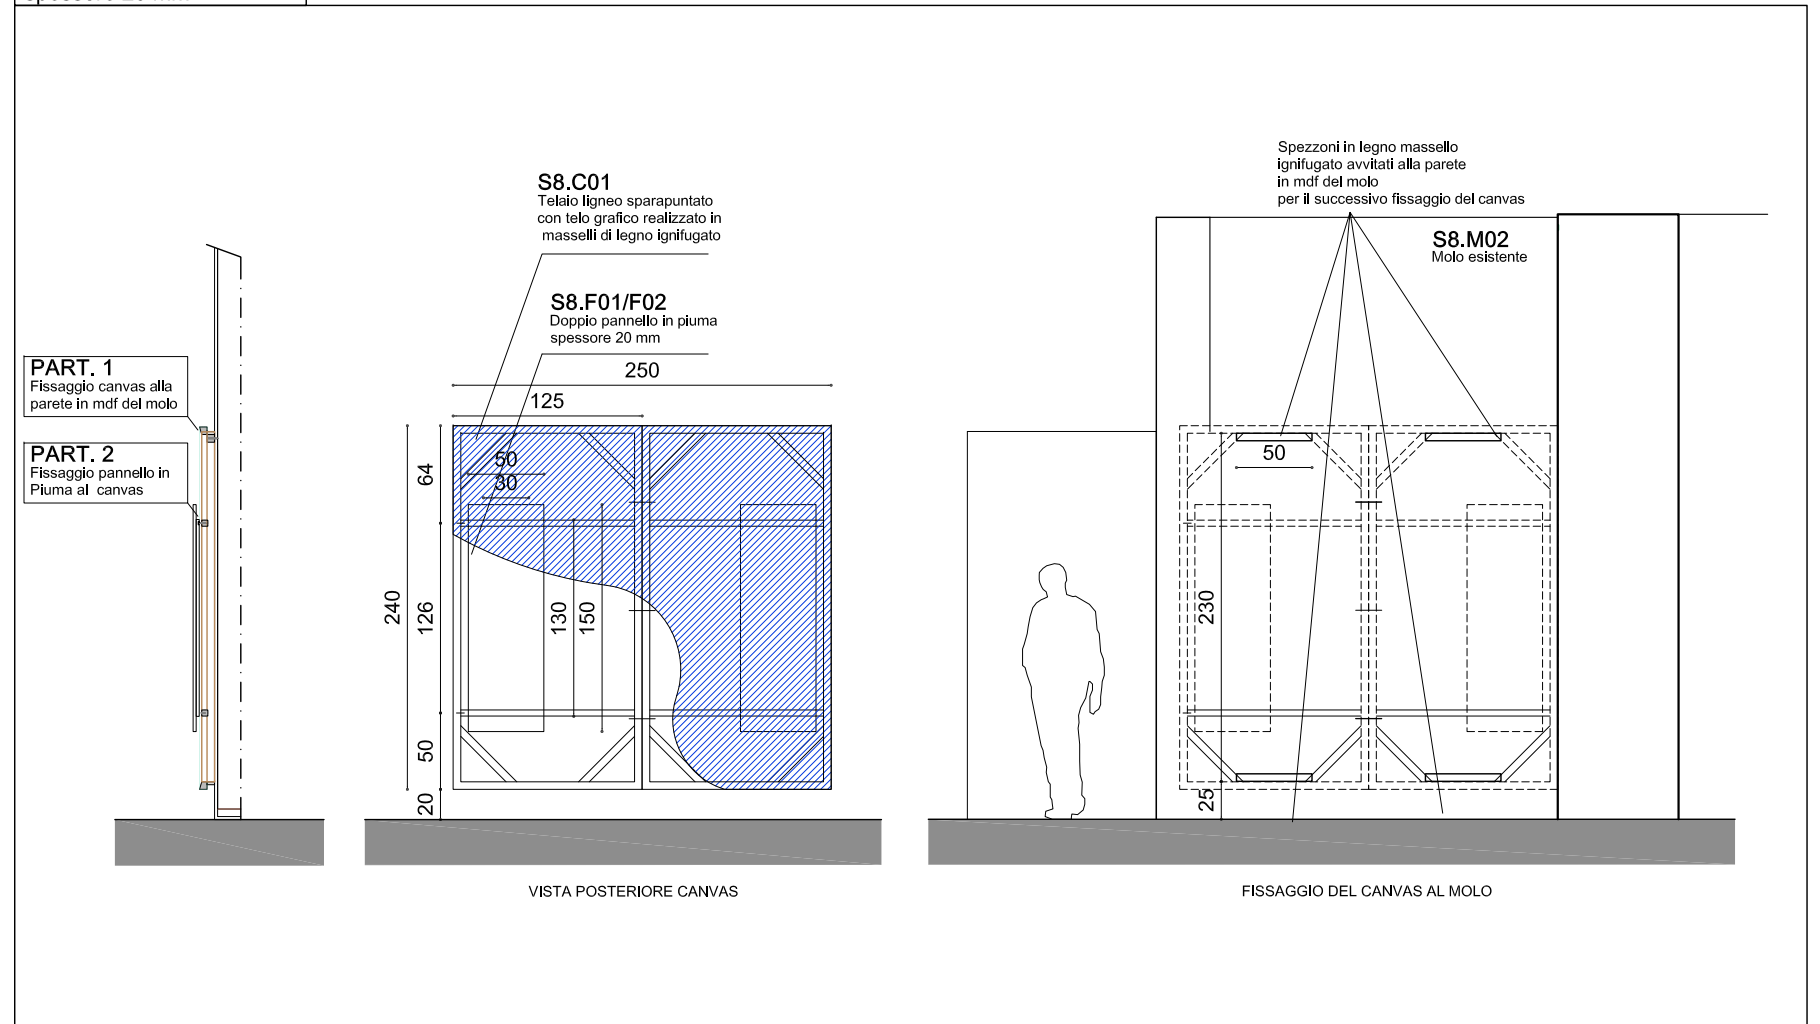 PART. 1
Fissaggio canvas alla
parete in mdf del molo
PART. 2
Fissaggio pannello in
Piuma al canvas
S8.C01
Telaio ligneo sparapuntato
con telo grafico realizzato in
masselli di legno ignifugato
S8.F01/F02
Doppio pannello in piuma
spessore 20 mm
250
125
50
30
64
240
126
130
150
50
20
VISTA POSTERIORE CANVAS
Spezzoni in legno massello
ignifugato avvitati alla parete
in mdf del molo
per il successivo fissaggio del canvas
S8.M02
Molo esistente
50
230
25
FISSAGGIO DEL CANVAS AL MOLO